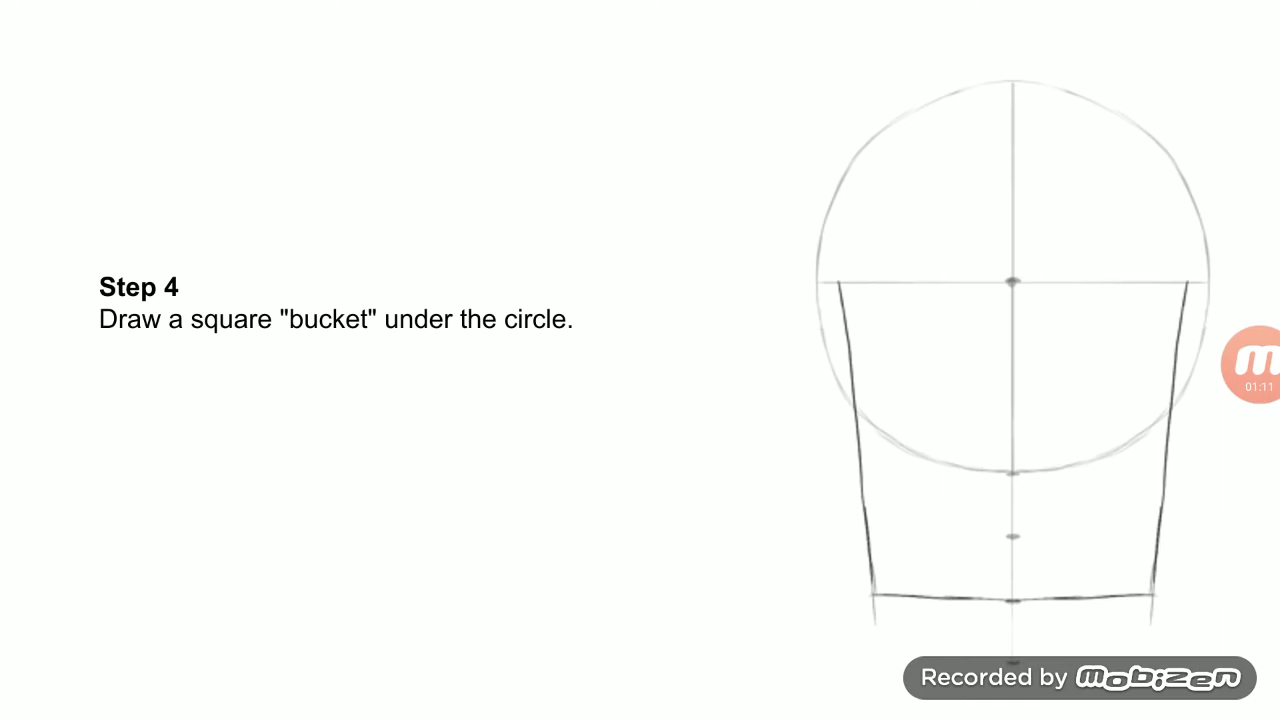 Step 4
Draw a square "bucket" under the circle.
01:11
Recorded by mobizen